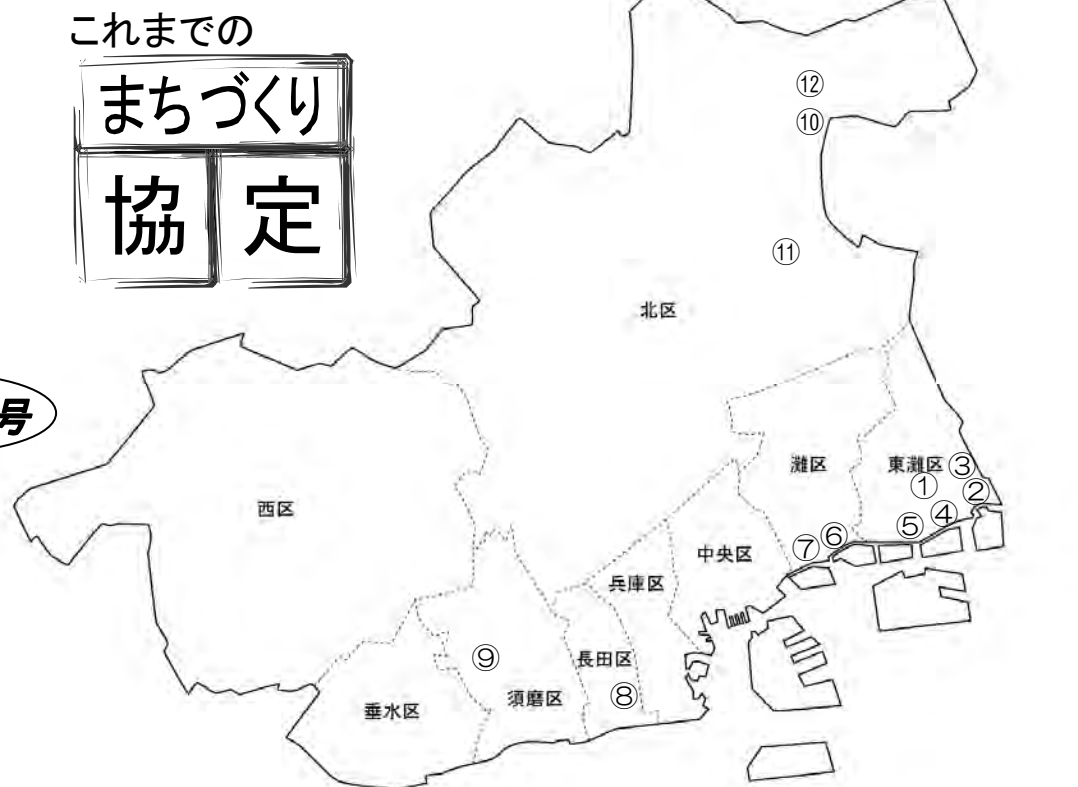 これまでの
まちづくり
協定
号
⑫
⑩
⑪
北区
灘区
東灘区
③
①
②
西区
④
⑤
⑥
⑦
中央区
兵庫区
長田区
⑨
⑧
須磨区
垂水区